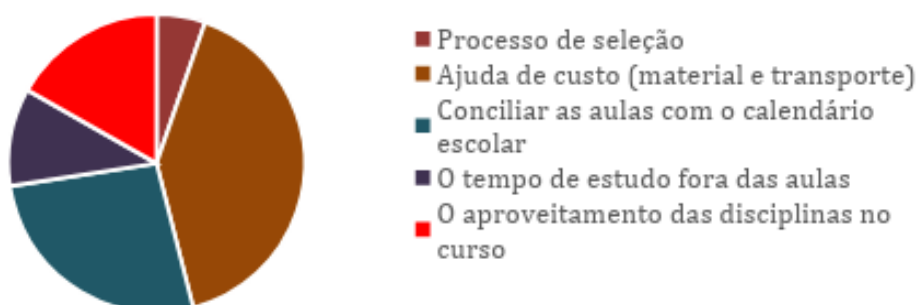 Processo de seleção
Ajuda de custo (material e transporte)
Conciliar as aulas com o calendário
escolar
O tempo de estudo fora das aulas
O aproveitamento das disciplinas no
curso